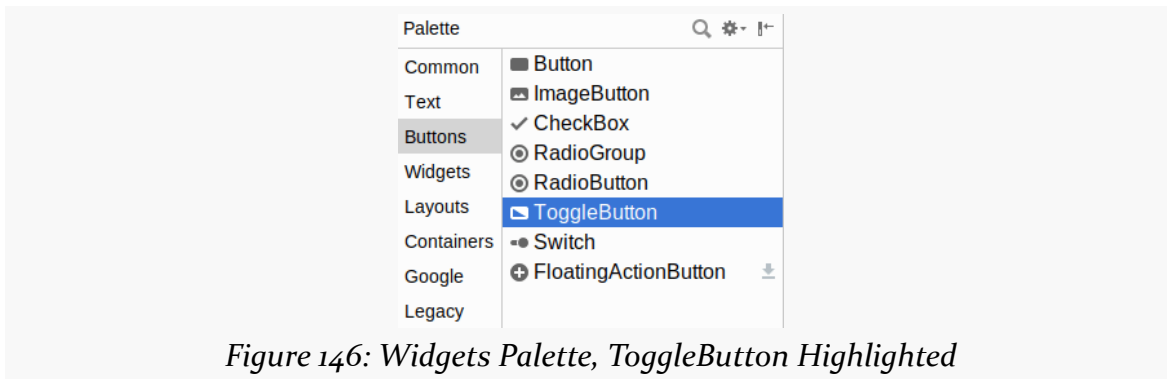 Palette
Common
Text
Buttons
Widgets
Layouts
Containers
Google
Legacy
Button
ImageButton
CheckBox
RadioGroup
RadioButton
ToggleButton
Switch
FloatingActionButton
Figure 146: Widgets Palette, ToggleButton Highlighted